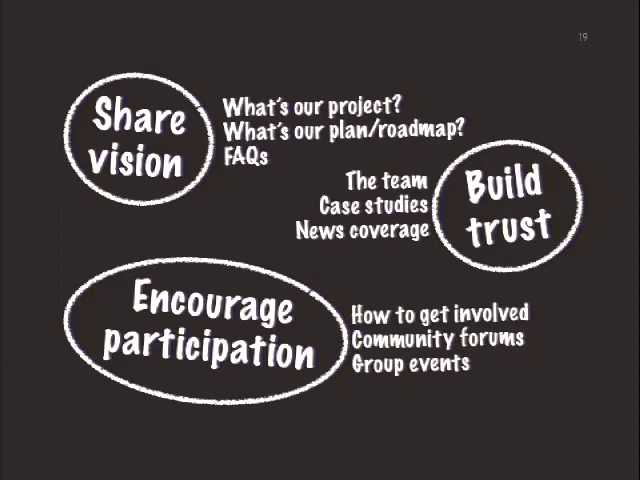 19
Share
vision
What's our project?
What's our plan/roadmap?
FAQs
The team
Case studies
News coverage
Build
trust
Encourage
participation
How to get involved
Community forums
Group events